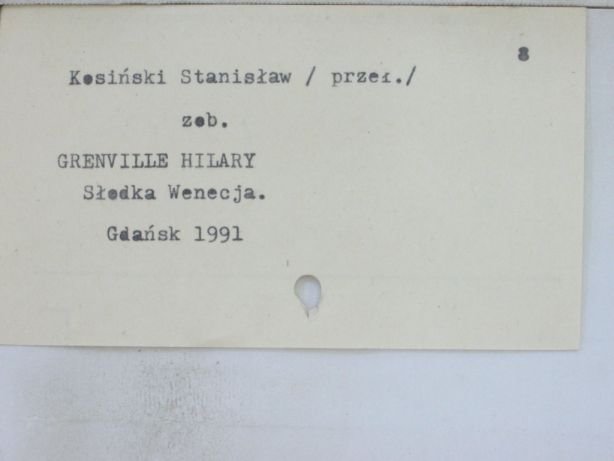 8
Kosiński Stanisław / przeł./
zob.
GRENVILLE HILARY
Słodka Wenecja.
Gdańsk 1991